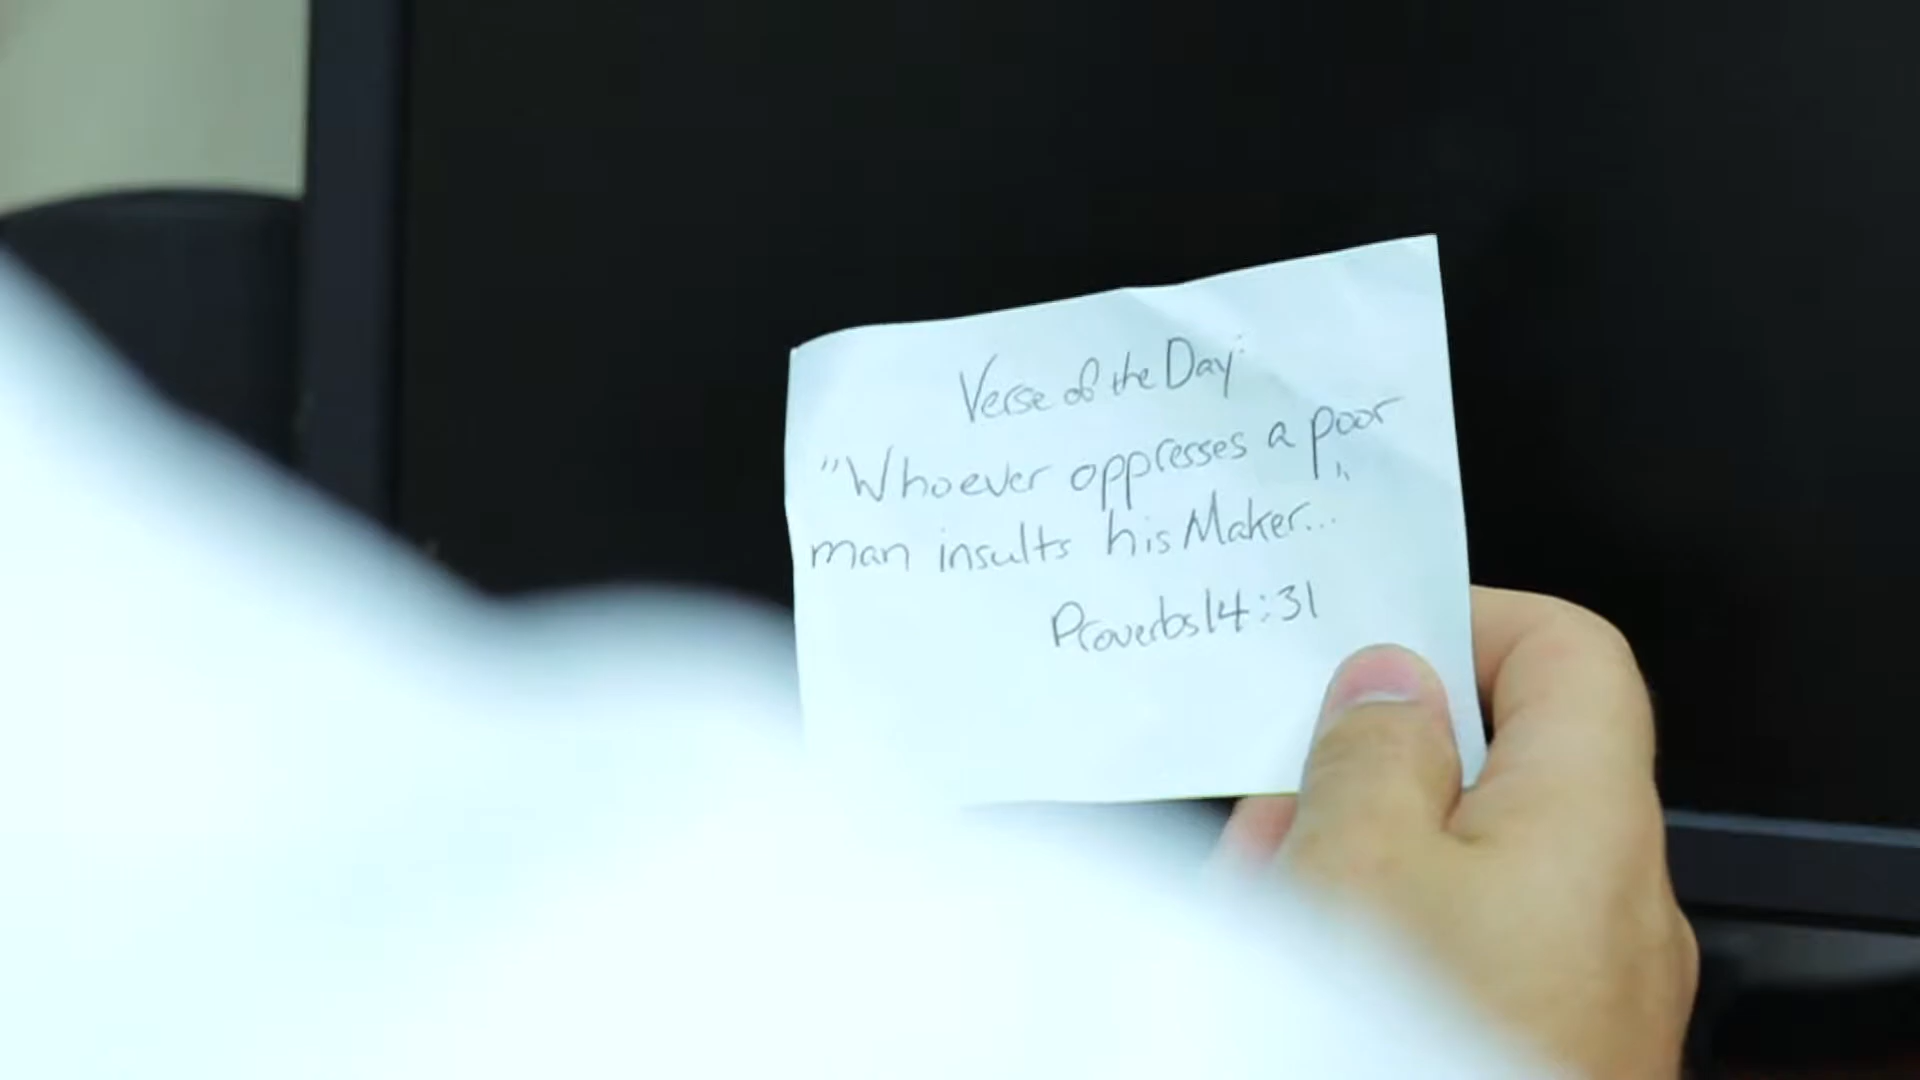 Verse of the Day:
"Whoever oppresses a poor
man insults his Maker..."
Proverbs 14:31